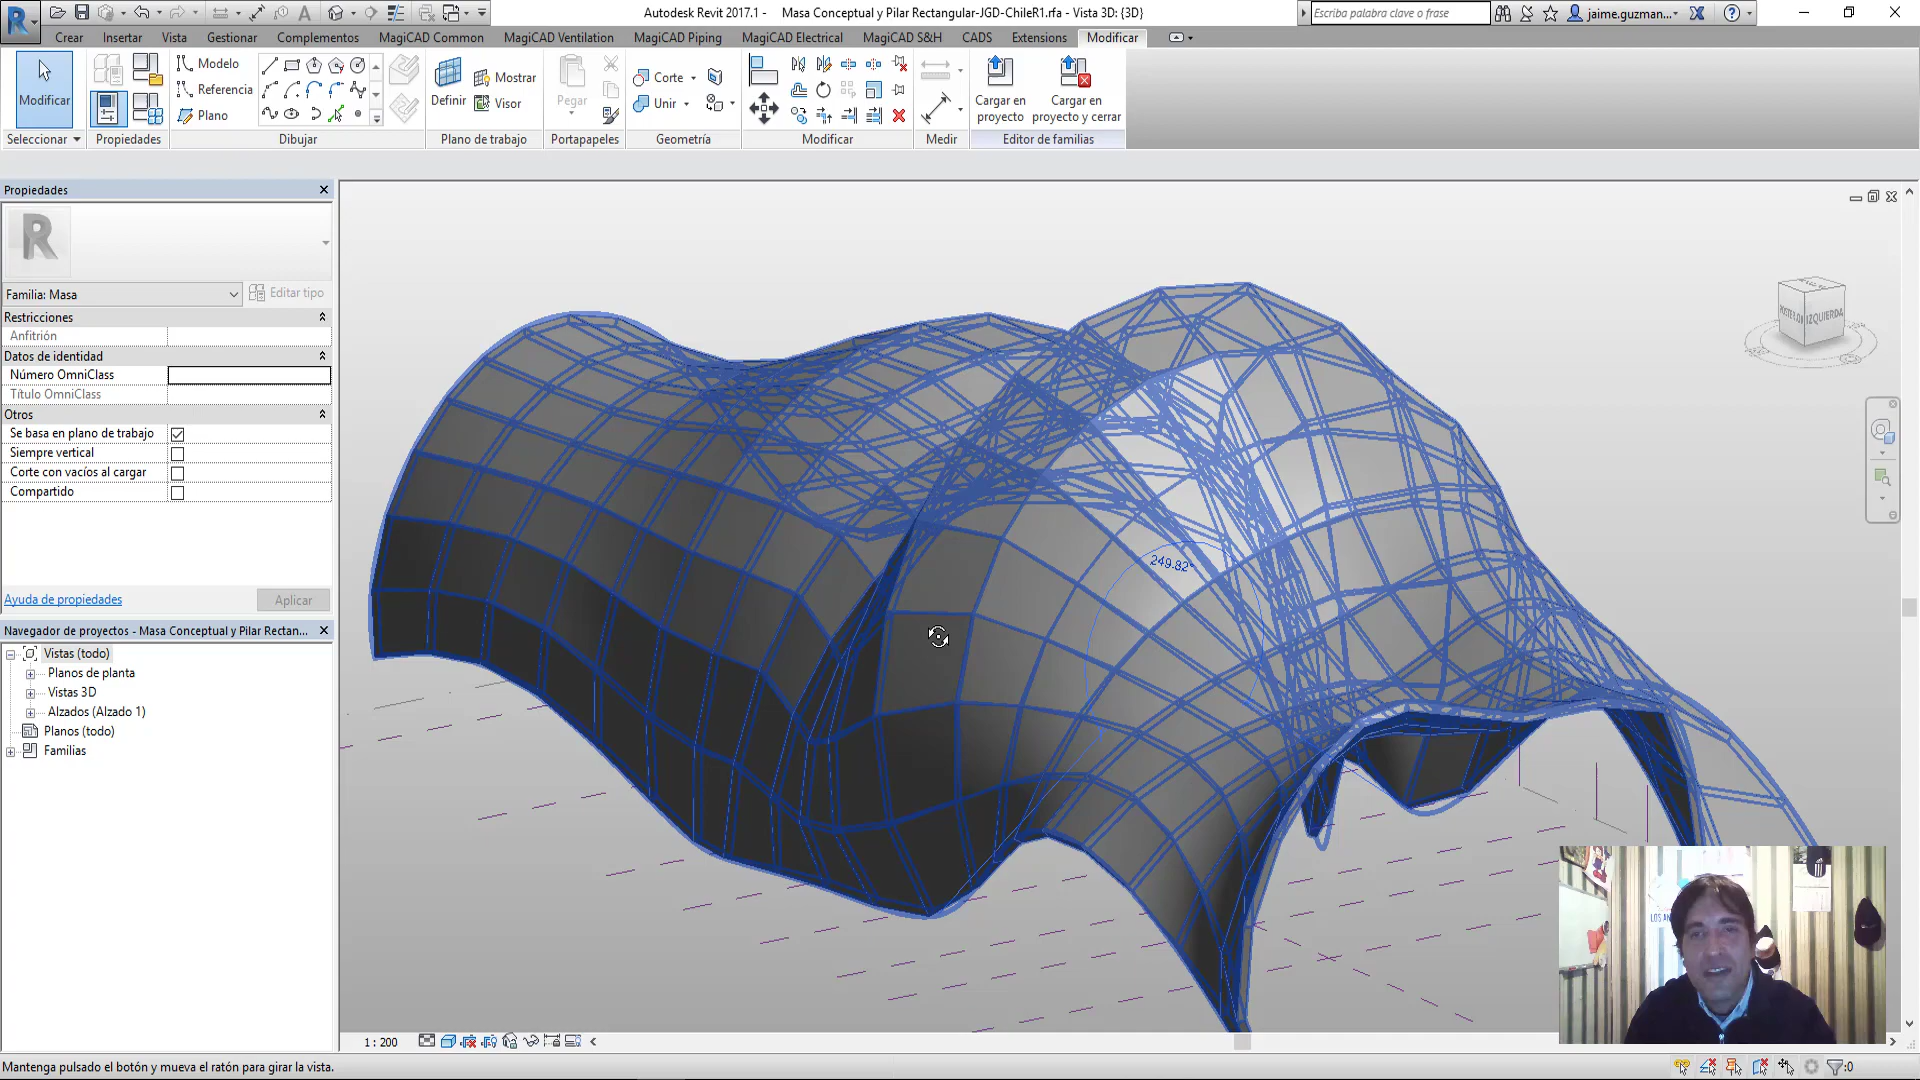 Autodesk Revit 2017.1 - Masa Conceptual y Pilar Rectangular-JGD-ChileR1.rfa - Vista 3D: {3D}
Escriba palabra clave o frase
jaime.guzman...
Crear Insertar Vista Gestionar Complementos MagiCAD Common MagiCAD Ventilation MagiCAD Piping MagiCAD Electrical MagiCAD S&H CADS Extensions Modificar
Modificar
Modelo
Referencia
Plano
Definir
Mostrar
Visor
Pegar
Corte
Unir
Cargar en proyecto
Cargar en proyecto y cerrar
Seleccionar Propiedades Dibujar Plano de trabajo Portapapeles Geometría Modificar Medir Editor de familias
Propiedades
R
Familia: Masa
Editar tipo
Restricciones
Anfitrión
Datos de identidad
Número OmniClass
Título OmniClass
Otros
Se basa en plano de trabajo
Siempre vertical
Corte con vacíos al cargar
Compartido
Ayuda de propiedades
Aplicar
Navegador de proyectos - Masa Conceptual y Pilar Rectan...
Vistas (todo)
Planos de planta
Vistas 3D
Alzados (Alzado 1)
Planos (todo)
Familias
249.82°
IZQUIERDA
1 : 200
Mantenga pulsado el botón y mueva el ratón para girar la vista.
:0